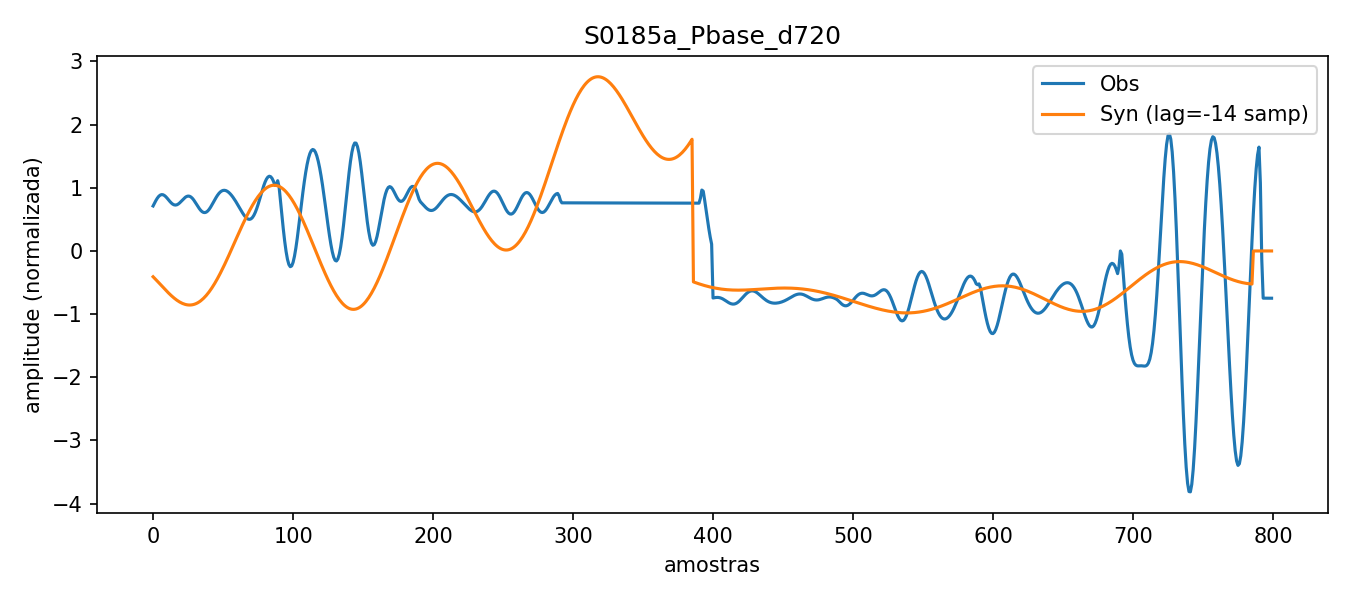 S0185a_Pbase_d720
Obs
Syn (lag=-14 samp)
amplitude (normalizada)
3
2
1
0
−1
−2
−3
−4
0 100 200 300 400 500 600 700 800
amostras